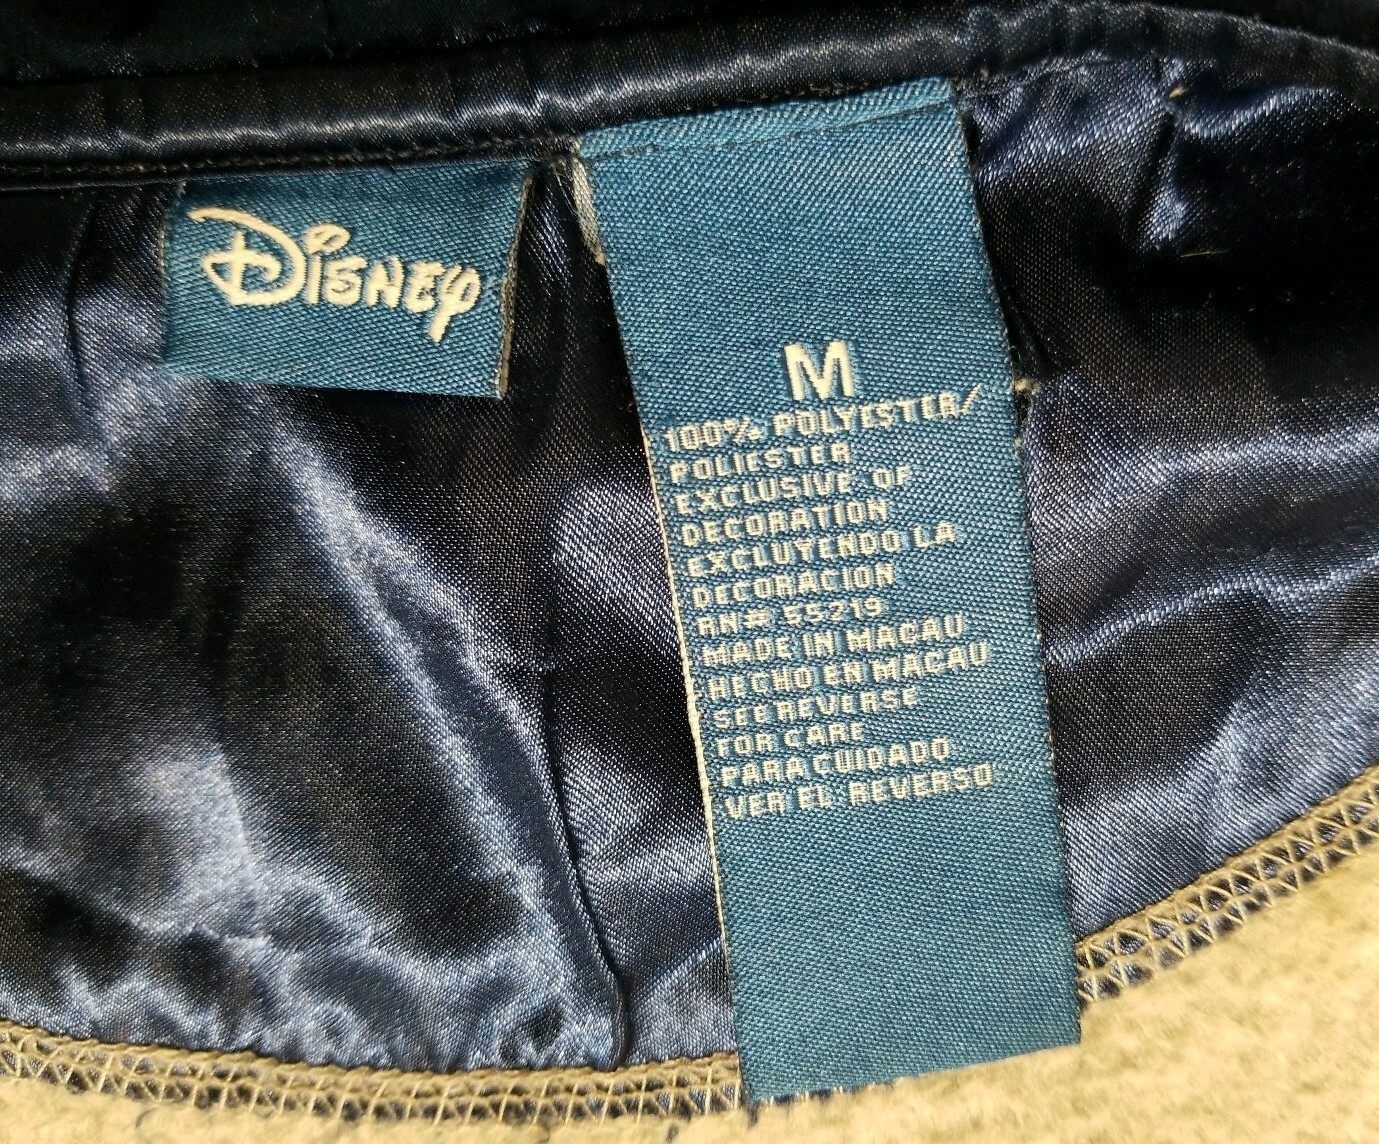 DISNEY
M
100% POLYESTER/
POLIESTER
EXCLUSIVE OF
DECORATION
EXCLUYENDO LA
DECORACION
RN# 55219
MADE IN MACAU
HECHO EN MACAU
SEE REVERSE
FOR CARE
PARA CUIDADO
VER EL REVERSO